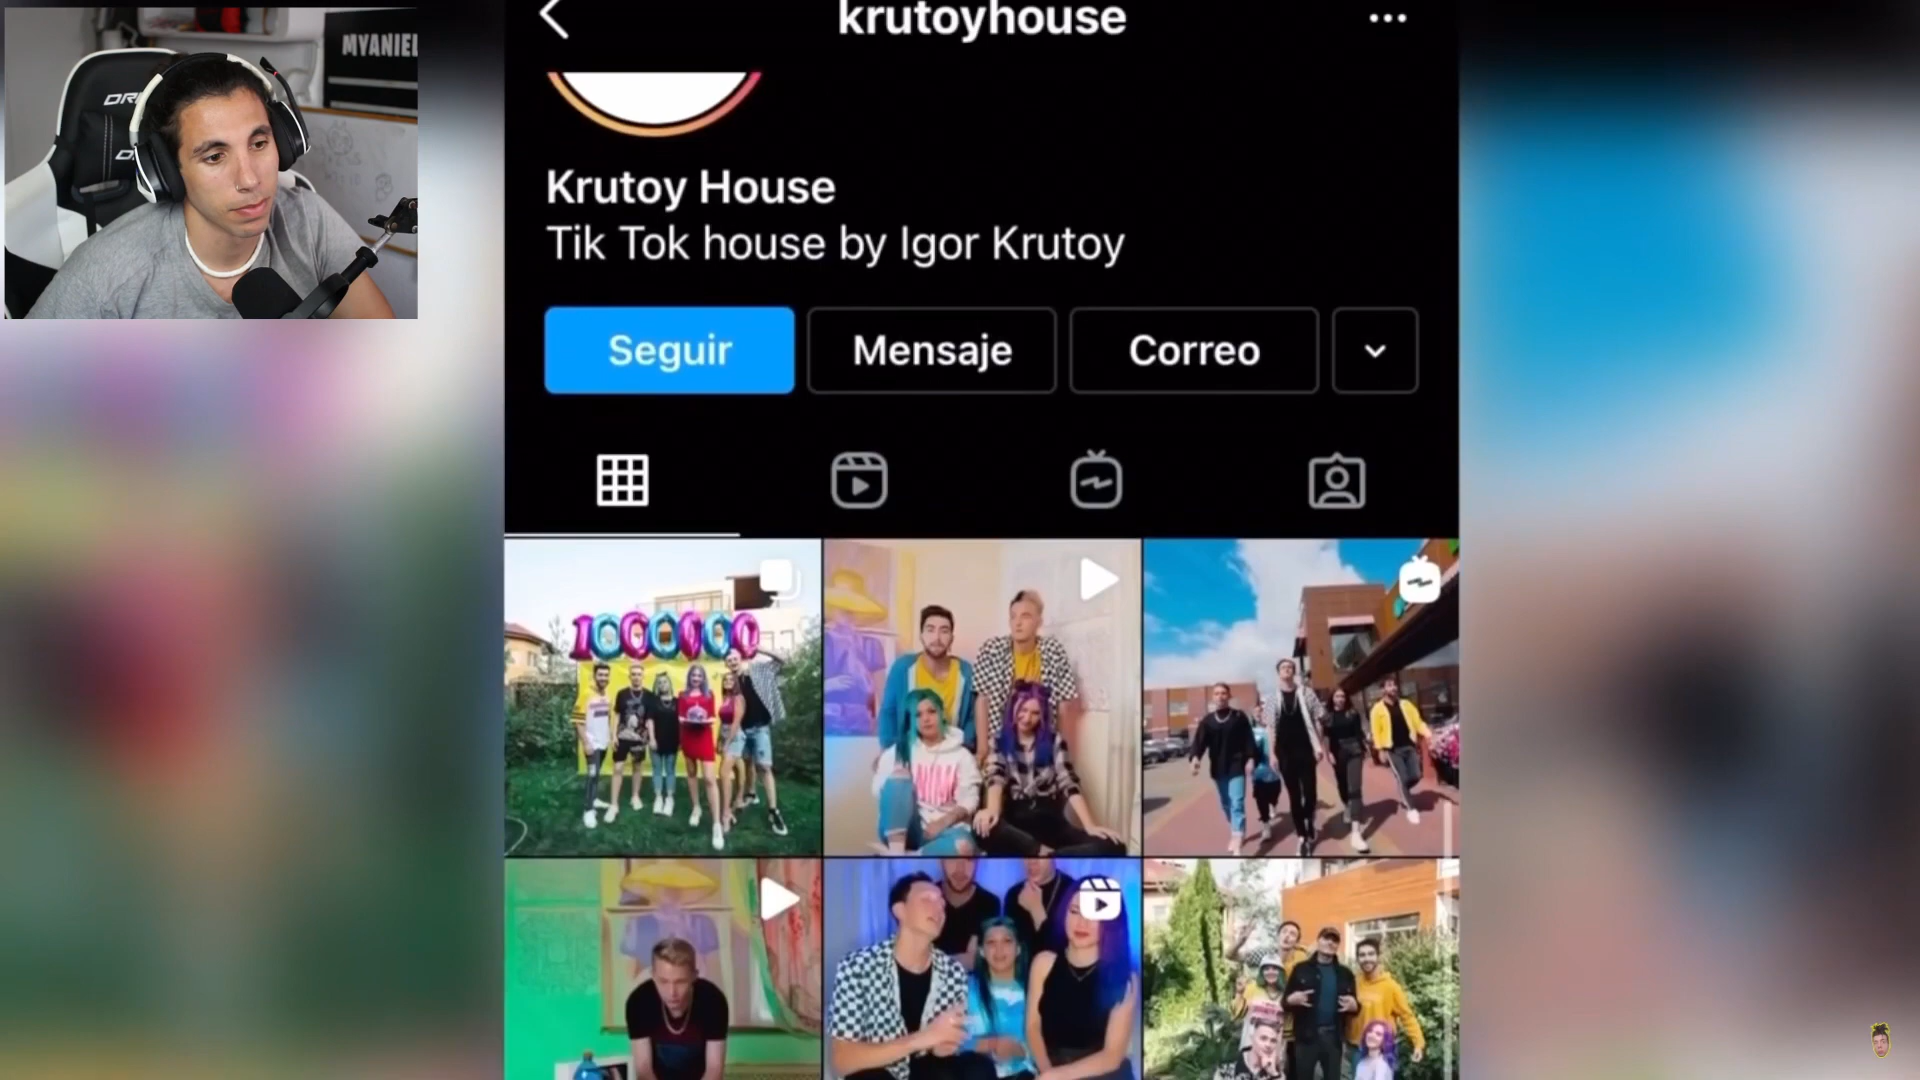 krutoyhouse
MYANIEL
Krutoy House
Tik Tok house by Igor Krutoy
Seguir
Mensaje
Correo
1000000